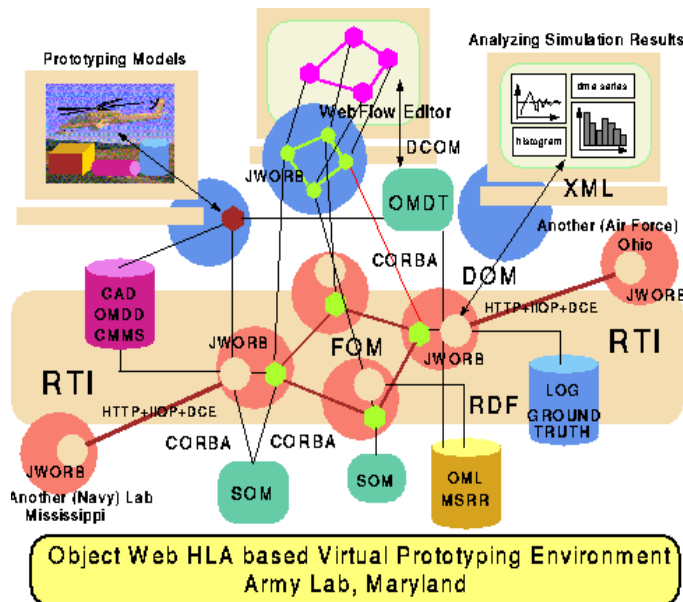 Prototyping Models
Analyzing Simulation Results
time series
histogram
WebFlow Editor
DCOM
JWORB
OMDT
XML
Another (Air Force)
Ohio
CORBA
DOM
JWORB
CAD
OMDD
CMMS
HTTP+IIOP+DCE
JWORB
FOM
JWORB
RTI
RTI
LOG
GROUND
TRUTH
RDF
HTTP+IIOP+DCE
CORBA
CORBA
JWORB
SOM
SOM
OML
MSRR
Another (Navy) Lab
Mississippi
Object Web HLA based Virtual Prototyping Environment
Army Lab, Maryland